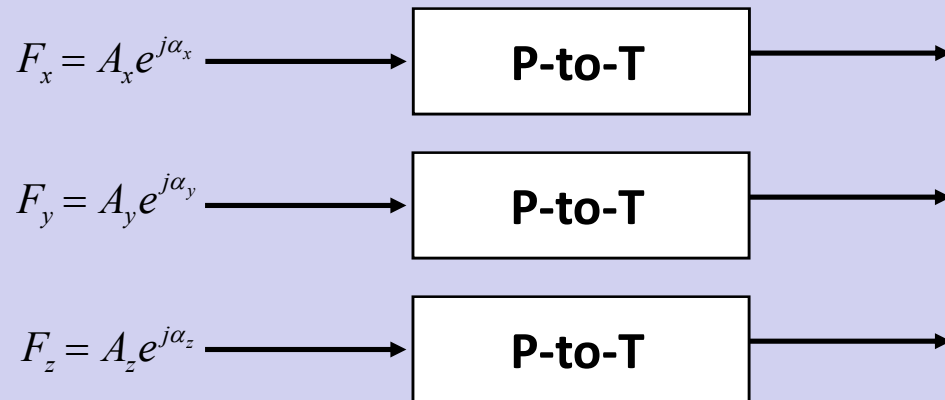 F_x = A_x e^{jα_x} P-to-T
F_y = A_y e^{jα_y} P-to-T
F_z = A_z e^{jα_z} P-to-T